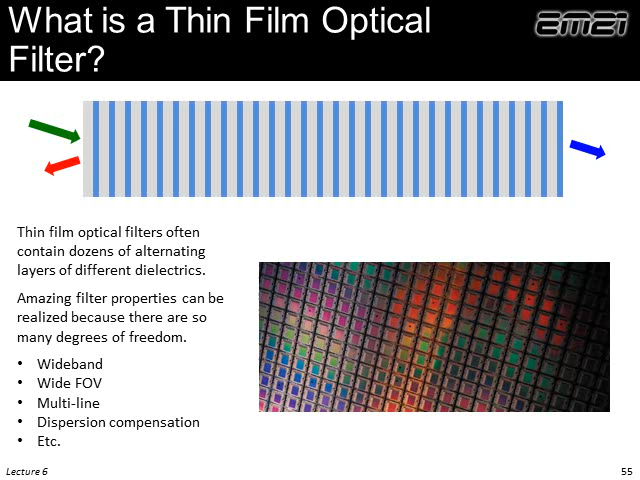 What is a Thin Film Optical
Filter?
EM21
Thin film optical filters often
contain dozens of alternating
layers of different dielectrics.
Amazing filter properties can be
realized because there are so
many degrees of freedom.
• Wideband
• Wide FOV
• Multi-line
• Dispersion compensation
• Etc.
Lecture 6
55